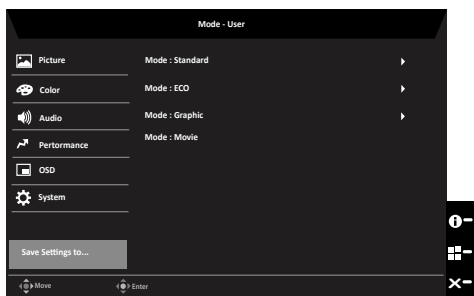 Mode - User
Picture
Color
Audio
Pertormance
OSD
System
Save Settings to...
Mode : Standard
Mode : ECO
Mode : Graphic
Mode : Movie
Move
Enter